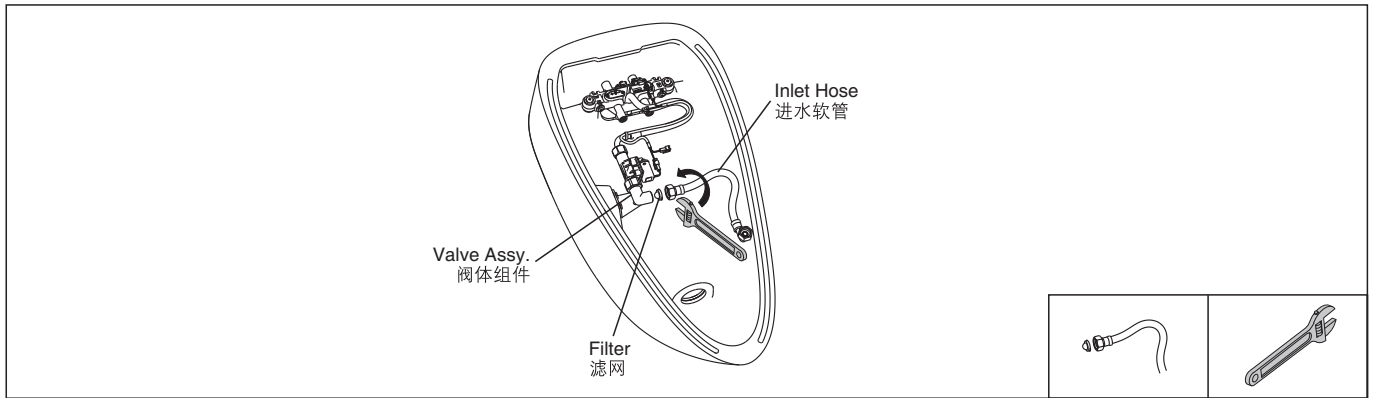 Inlet Hose
进水软管
Valve Assy.
阀体组件
Filter
滤网